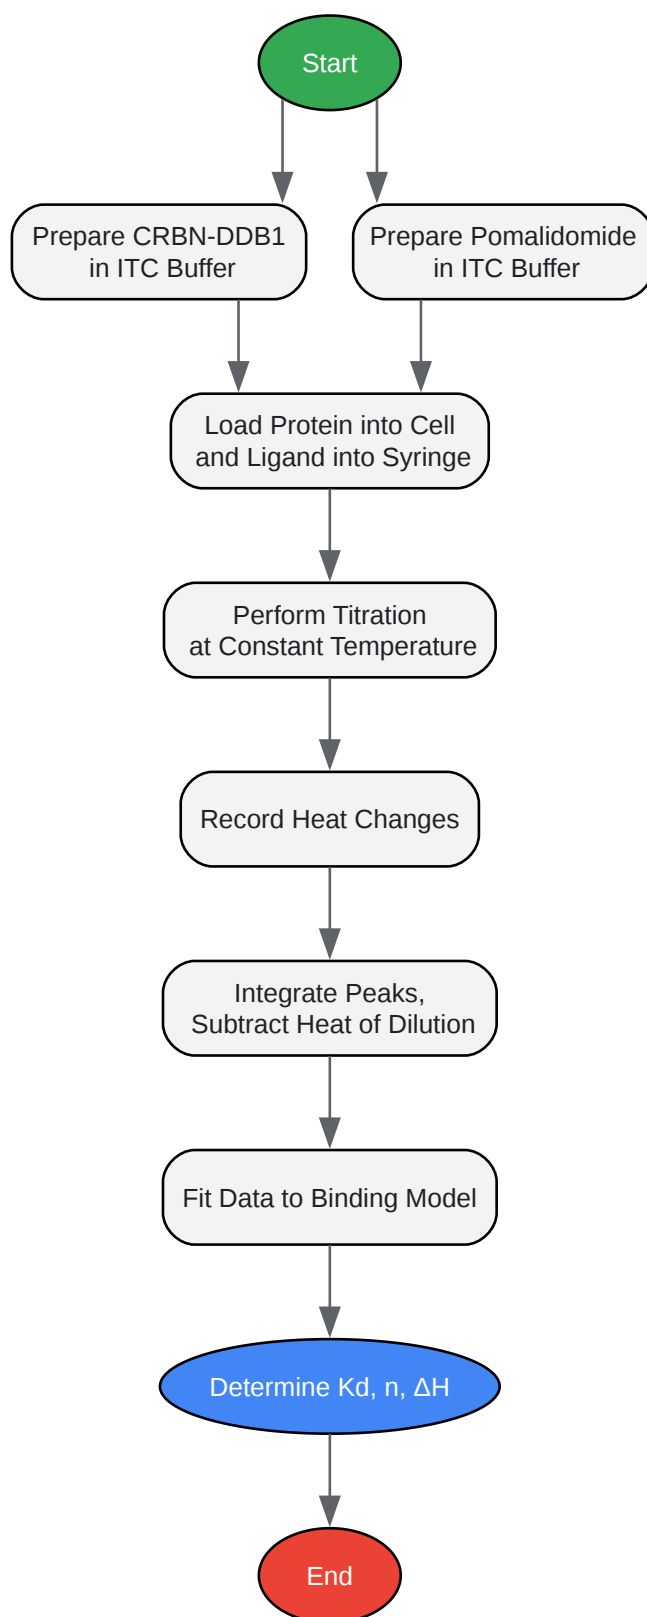 Start
Prepare CRBN-DDB1
in ITC Buffer
Prepare Pomalidomide
in ITC Buffer
Load Protein into Cell
and Ligand into Syringe
Perform Titration
at Constant Temperature
Record Heat Changes
Integrate Peaks,
Subtract Heat of Dilution
Fit Data to Binding Model
Determine Kd, n, ΔH
End